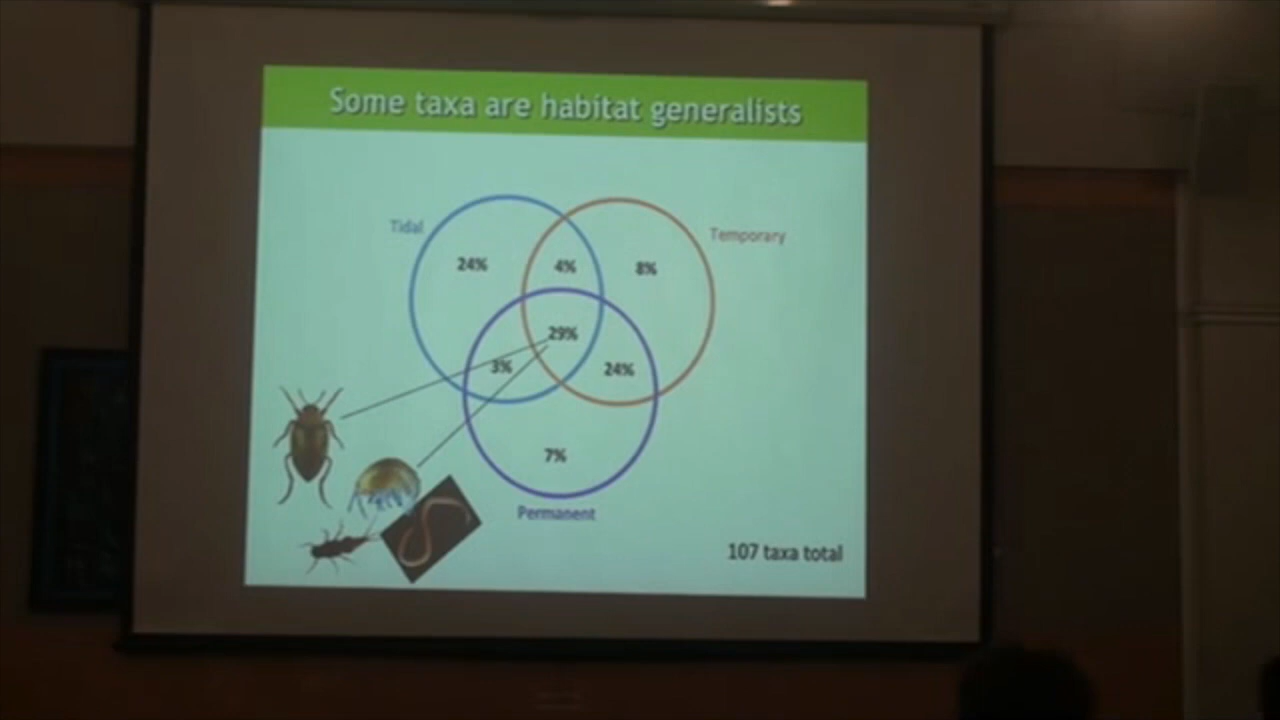 Some taxa are habitat generalists
Tidal
Temporary
24%
4%
8%
29%
3%
24%
7%
Permanent
107 taxa total